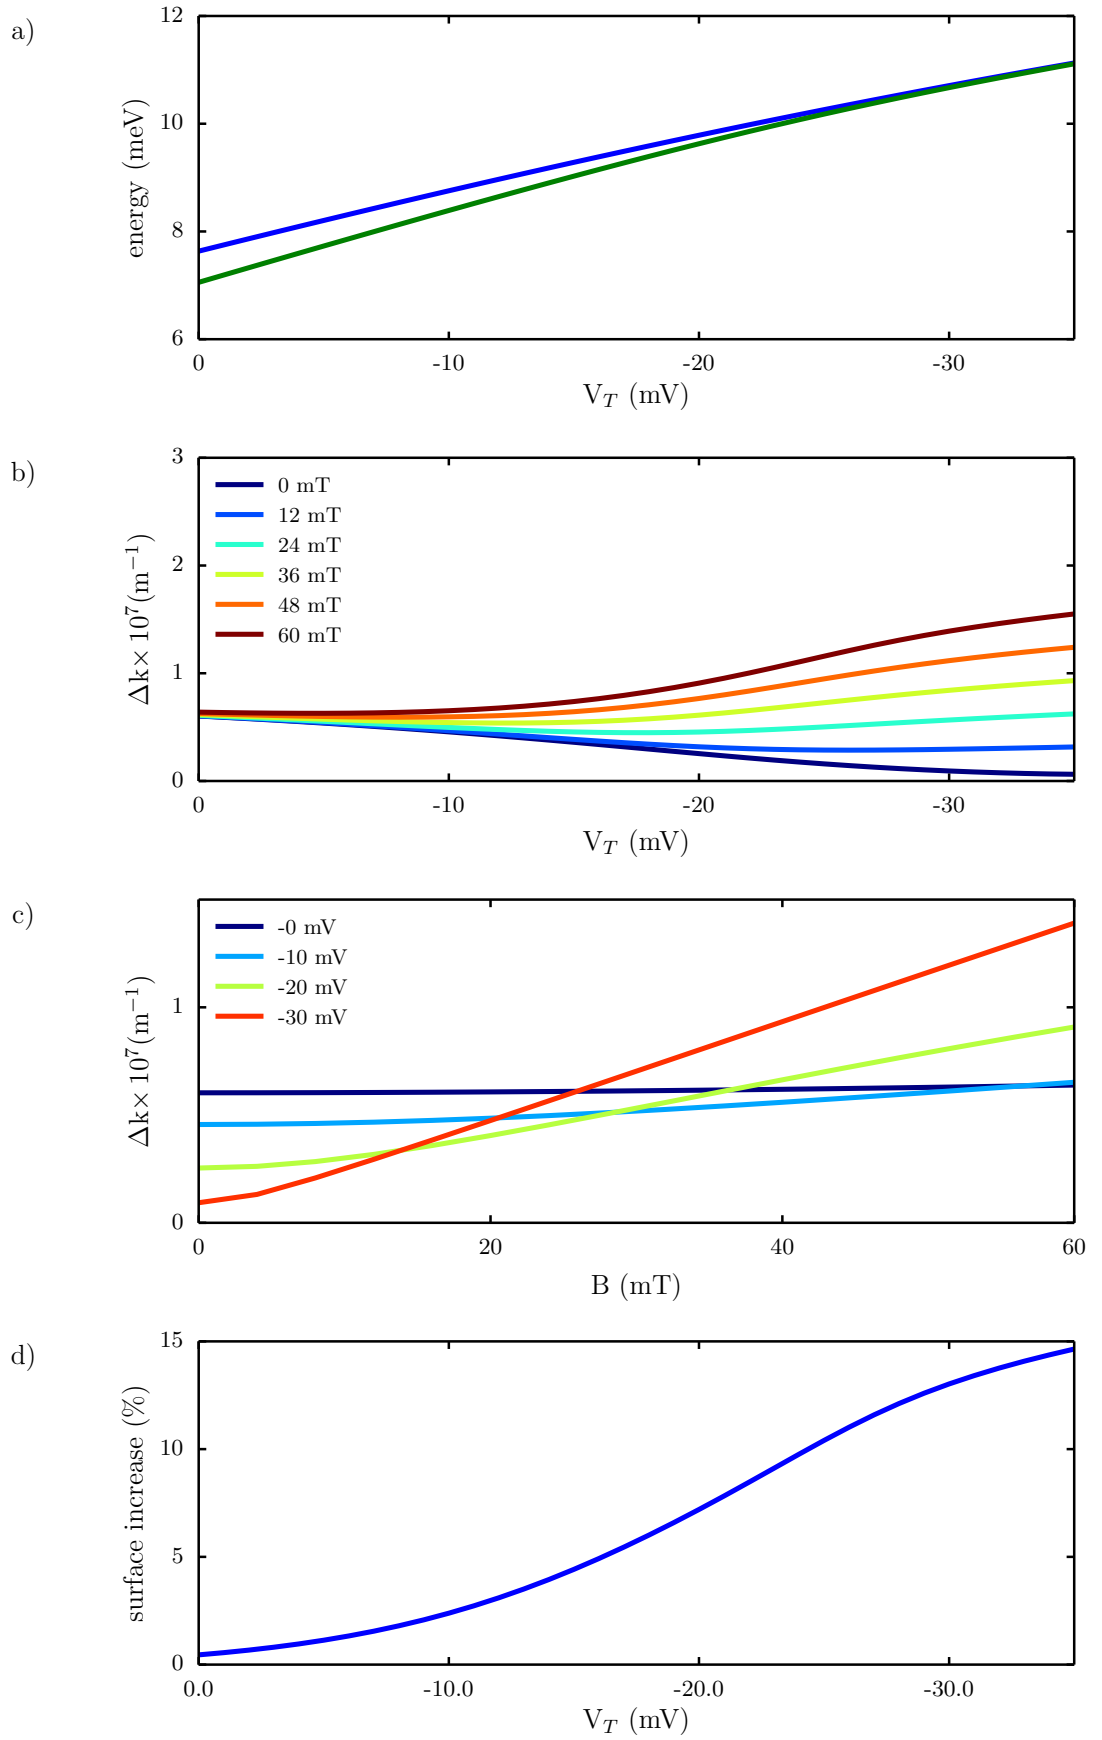 a)
12
10
8
6
energy (meV)
0 -10 -20 -30
V_T (mV)
b)
3
2
1
0
Δk× 10^7(m^−1)
0 mT
12 mT
24 mT
36 mT
48 mT
60 mT
0 -10 -20 -30
V_T (mV)
c)
1
0
Δk× 10^7(m^−1)
-0 mV
-10 mV
-20 mV
-30 mV
0 20 40 60
B (mT)
d)
15
10
5
0
surface increase (%)
0.0 -10.0 -20.0 -30.0
V_T (mV)